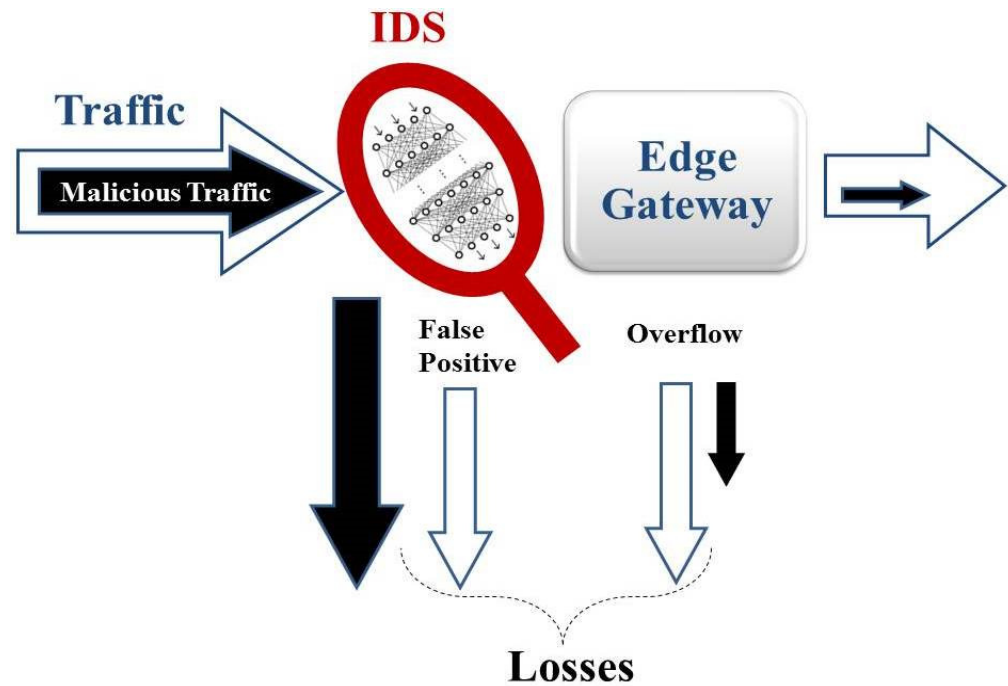 IDS
Traffic
Malicious Traffic
Edge
Gateway
False
Positive
Overflow
Losses